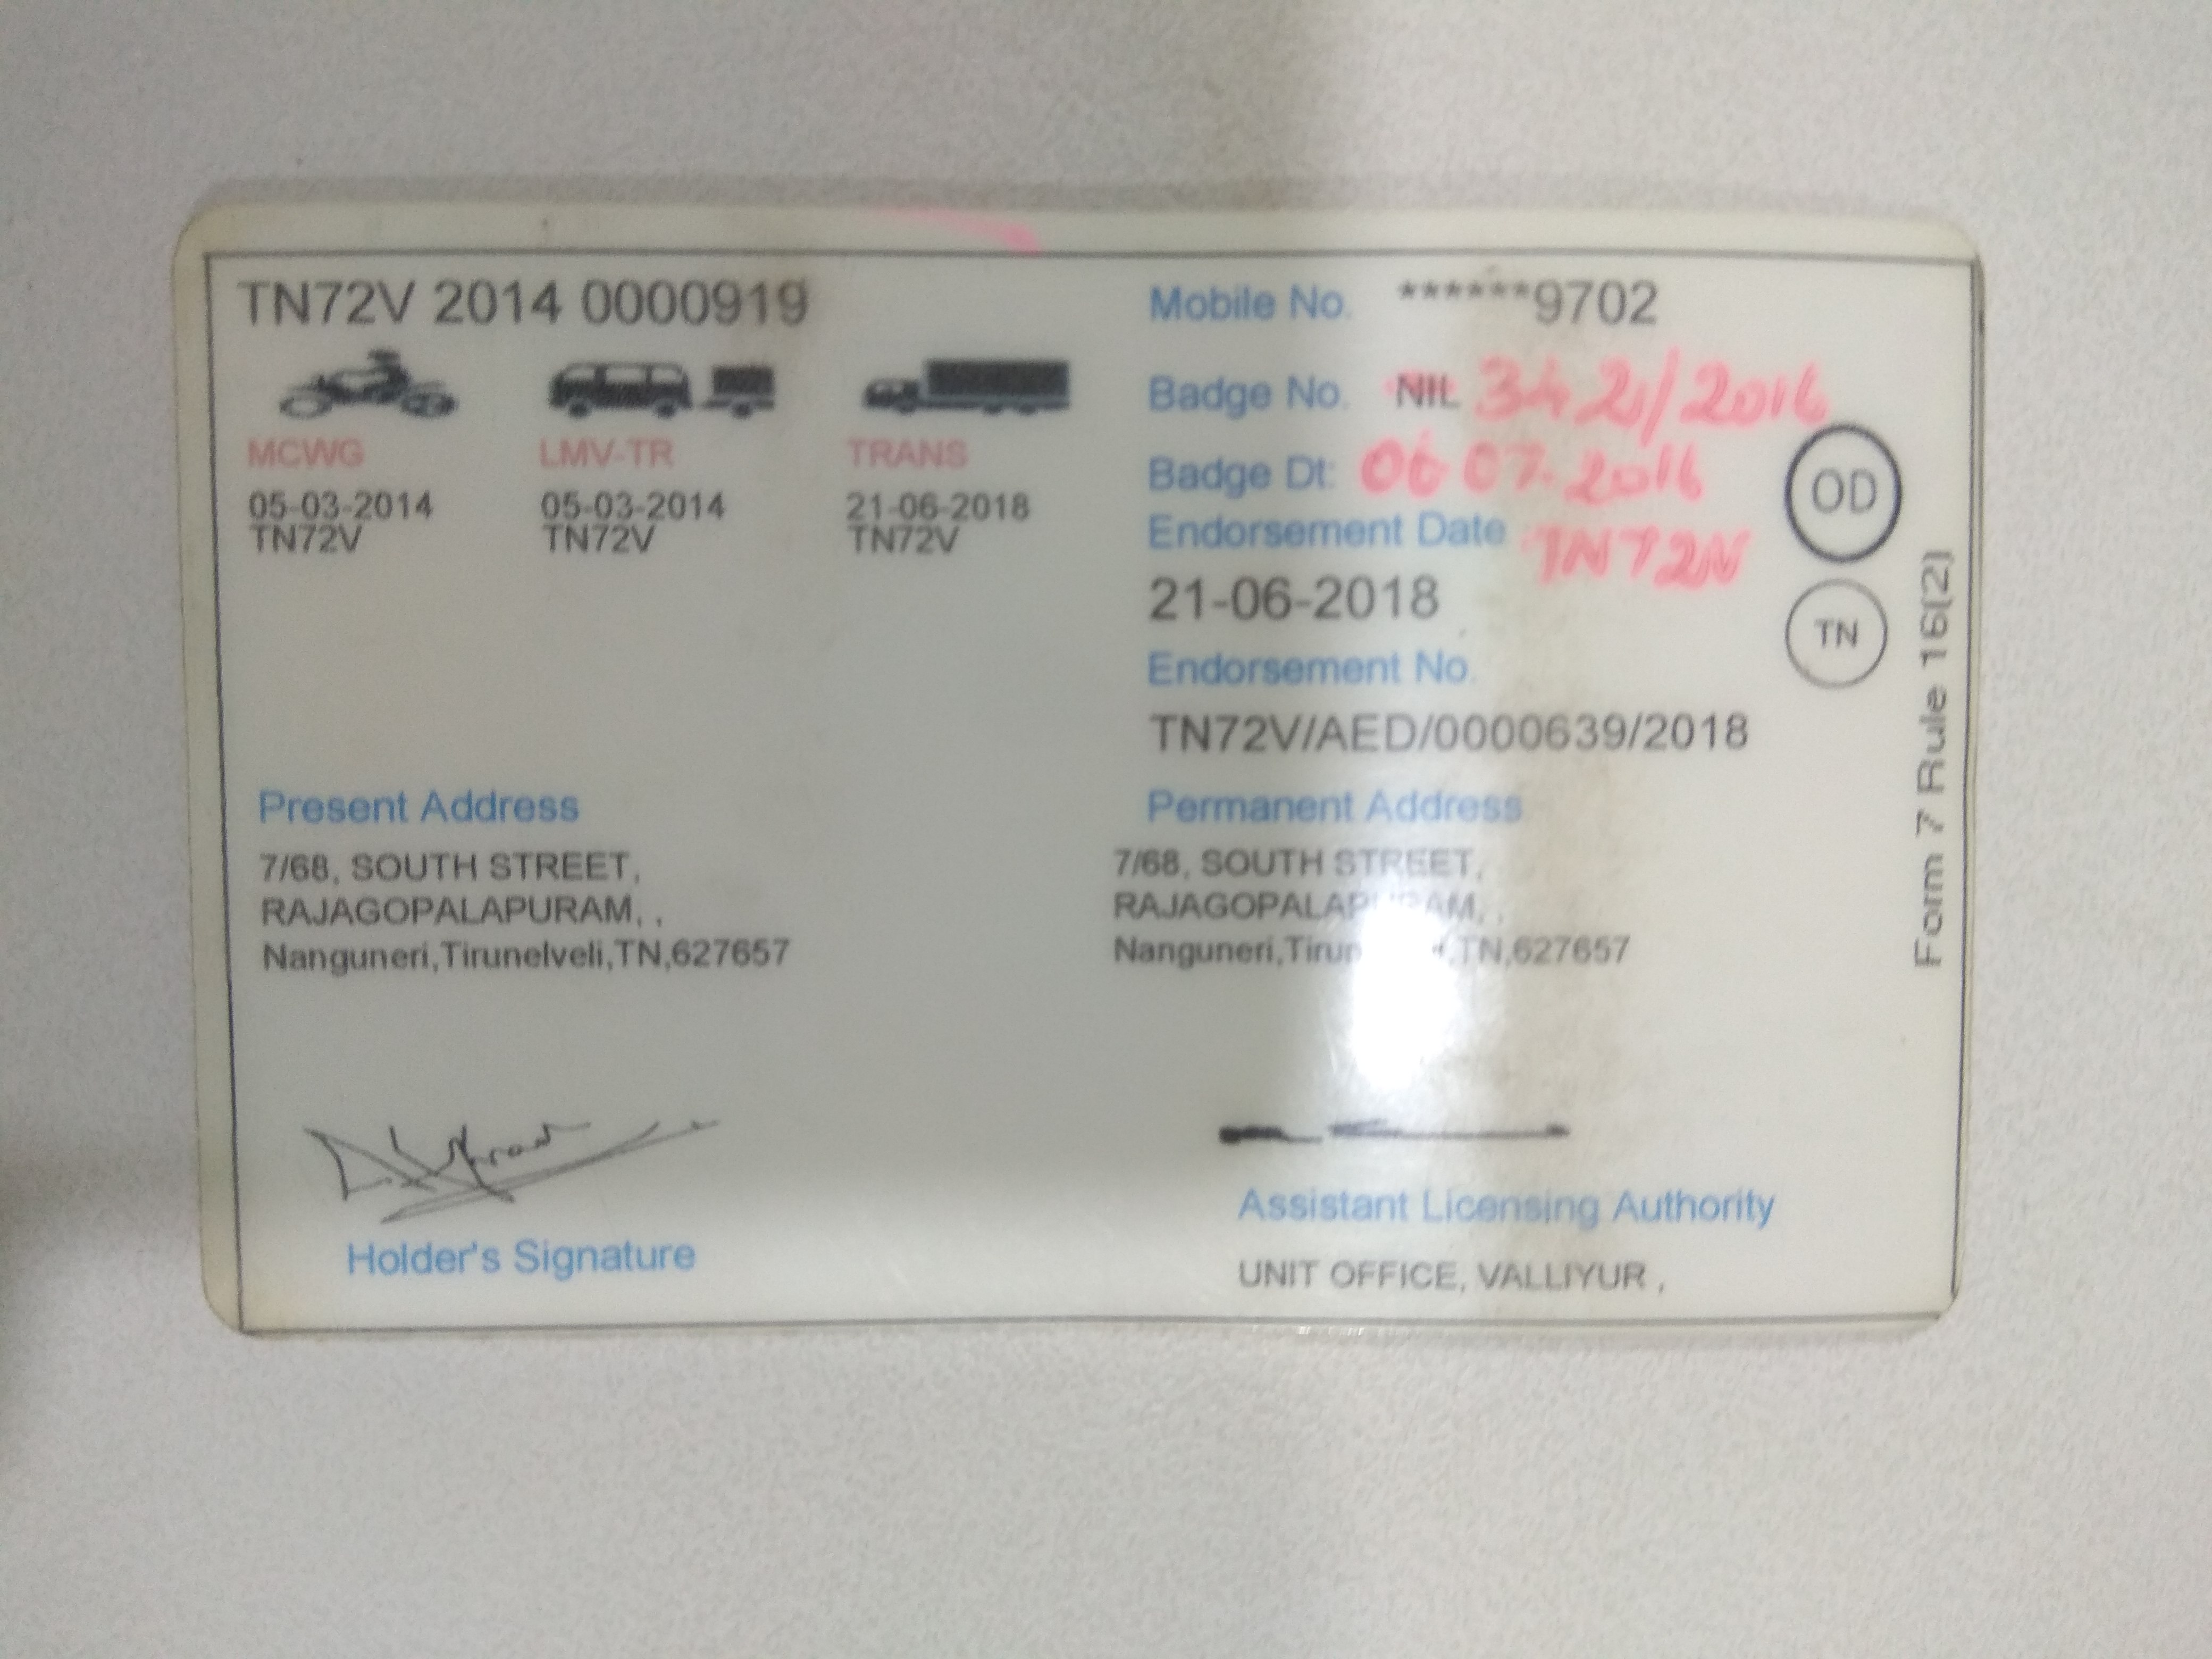 TN72V 2014 0000919
MCWG LMV-TR TRANS
05-03-2014 05-03-2014 21-06-2018
TN72V TN72V TN72V
Mobile No. ******9702
Badge No. NIL 342/2016
Badge Dt: 06 07.2016
Endorsement Date TN72V
21-06-2018
Endorsement No.
TN72V/AED/0000639/2018
OD
TN
Form 7 Rule 16(2)
Present Address
7/68, SOUTH STREET,
RAJAGOPALAPURAM, ,
Nanguneri,Tirunelveli,TN,627657
Permanent Address
7/68, SOUTH STREET,
RAJAGOPALAPURAM, ,
Nanguneri, TN,627657
Holder's Signature
Assistant Licensing Authority
UNIT OFFICE, VALLIYUR ,